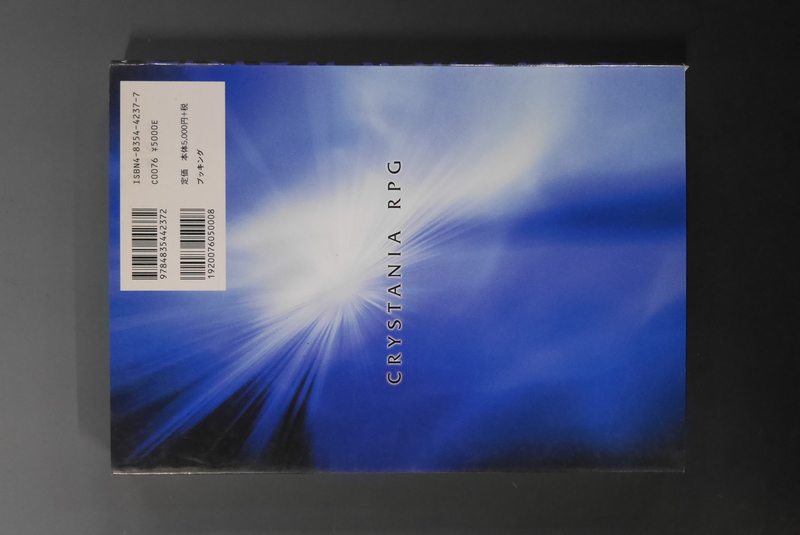 ISBN4-8354-4237-7
C0076 ¥5000E
定価 本体5,000円+税
ブッキング
9784835442372
1920076050008
CRYSTANIA RPG